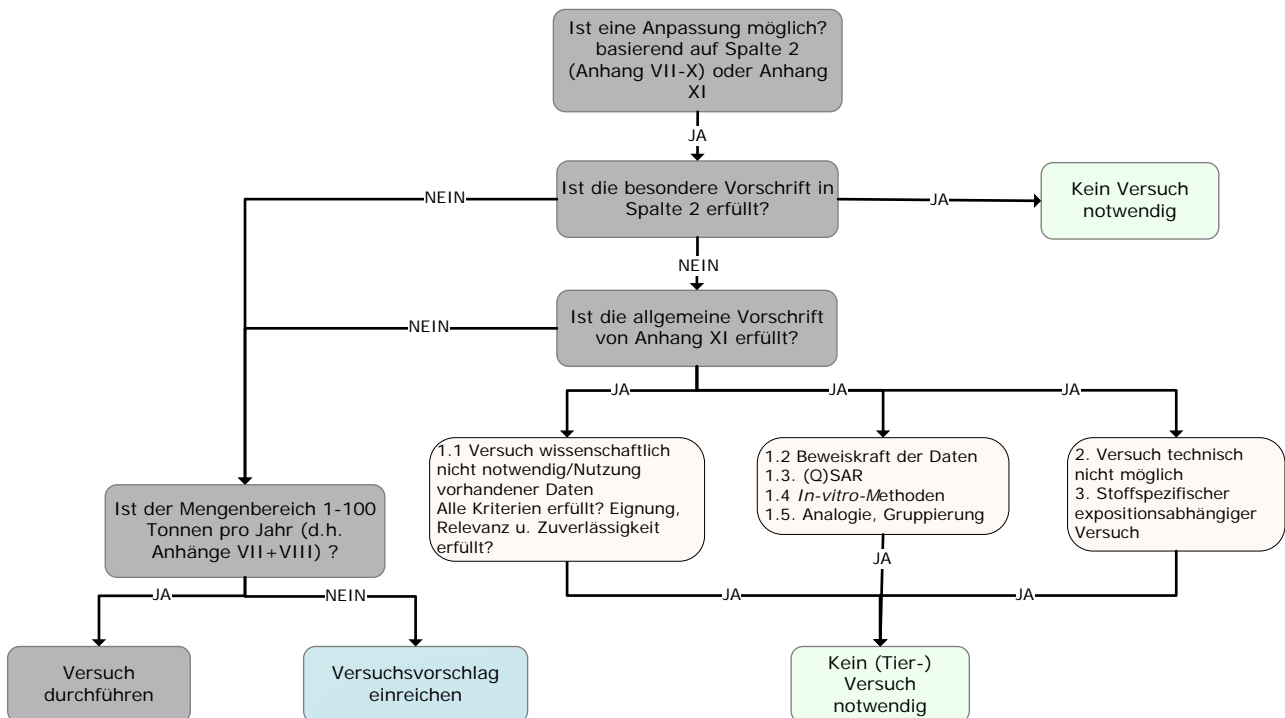 Ist eine Anpassung möglich?
basierend auf Spalte 2
(Anhang VII-X) oder Anhang
XI
JA
Ist die besondere Vorschrift in
Spalte 2 erfüllt?
NEIN
JA
Kein Versuch
notwendig
NEIN
Ist die allgemeine Vorschrift
von Anhang XI erfüllt?
NEIN
JA
JA
JA
1.1 Versuch wissenschaftlich
nicht notwendig/Nutzung
vorhandener Daten
Alle Kriterien erfüllt? Eignung,
Relevanz u. Zuverlässigkeit
erfüllt?
1.2 Beweiskraft der Daten
1.3. (Q)SAR
1.4 In-vitro-Methoden
1.5. Analogie, Gruppierung
2. Versuch technisch
nicht möglich
3. Stoffspezifischer
expositionsabhängiger
Versuch
Ist der Mengenbereich 1-100
Tonnen pro Jahr (d.h.
Anhänge VII+VIII) ?
JA
NEIN
JA
JA
JA
Versuch
durchführen
Versuchsvorschlag
einreichen
Kein (Tier-)
Versuch
notwendig